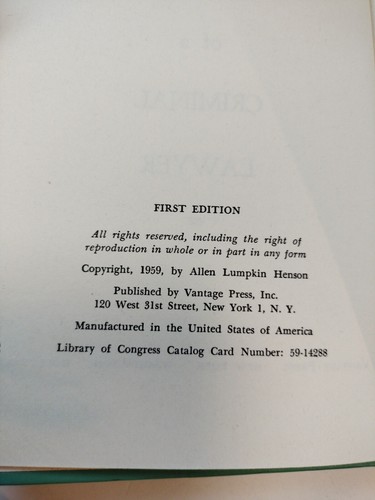 FIRST EDITION
All rights reserved, including the right of
reproduction in whole or in part in any form
Copyright, 1959, by Allen Lumpkin Henson
Published by Vantage Press, Inc.
120 West 31st Street, New York 1, N. Y.
Manufactured in the United States of America
Library of Congress Catalog Card Number: 59-14288